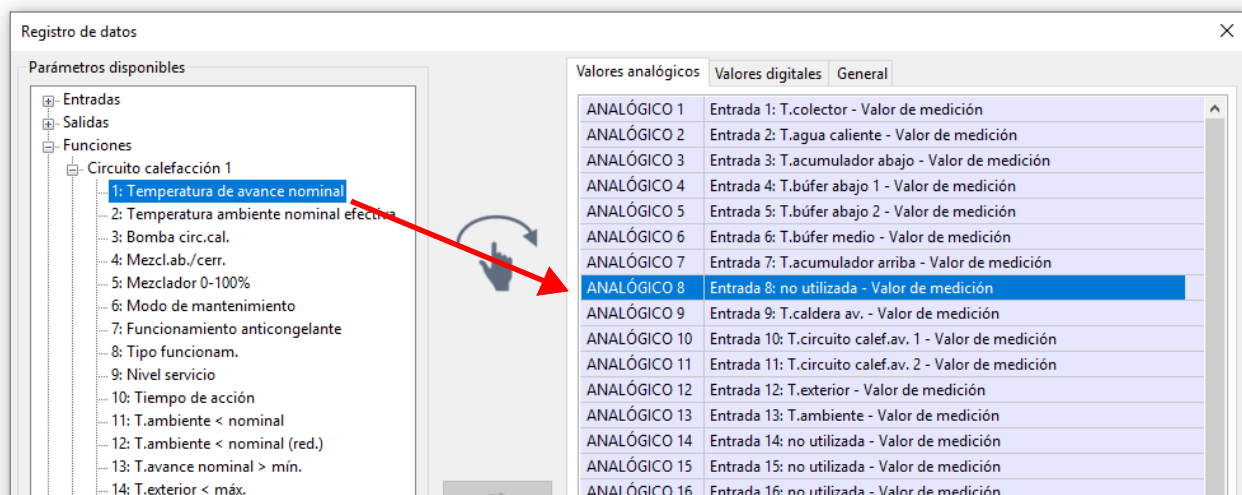 Registro de datos
Parámetros disponibles
Entradas
Salidas
Funciones
Circuito calefacción 1
1: Temperatura de avance nominal
2: Temperatura ambiente nominal efectiva
3: Bomba circ.cal.
4: Mezcl.ab./cerr.
5: Mezclador 0-100%
6: Modo de mantenimiento
7: Funcionamiento anticongelante
8: Tipo funcionam.
9: Nivel servicio
10: Tiempo de acción
11: T.ambiente < nominal
12: T.ambiente < nominal (red.)
13: T.avance nominal > mín.
14: T.exterior < máx.
Valores analógicos Valores digitales General
ANALÓGICO 1 Entrada 1: T.colector - Valor de medición
ANALÓGICO 2 Entrada 2: T.agua caliente - Valor de medición
ANALÓGICO 3 Entrada 3: T.acumulador abajo - Valor de medición
ANALÓGICO 4 Entrada 4: T.búfer abajo 1 - Valor de medición
ANALÓGICO 5 Entrada 5: T.búfer abajo 2 - Valor de medición
ANALÓGICO 6 Entrada 6: T.búfer medio - Valor de medición
ANALÓGICO 7 Entrada 7: T.acumulador arriba - Valor de medición
ANALÓGICO 8 Entrada 8: no utilizada - Valor de medición
ANALÓGICO 9 Entrada 9: T.caldera av. - Valor de medición
ANALÓGICO 10 Entrada 10: T.circuito calef.av. 1 - Valor de medición
ANALÓGICO 11 Entrada 11: T.circuito calef.av. 2 - Valor de medición
ANALÓGICO 12 Entrada 12: T.exterior - Valor de medición
ANALÓGICO 13 Entrada 13: T.ambiente - Valor de medición
ANALÓGICO 14 Entrada 14: no utilizada - Valor de medición
ANALÓGICO 15 Entrada 15: no utilizada - Valor de medición
ANALÓGICO 16 Entrada 16: no utilizada - Valor de medición